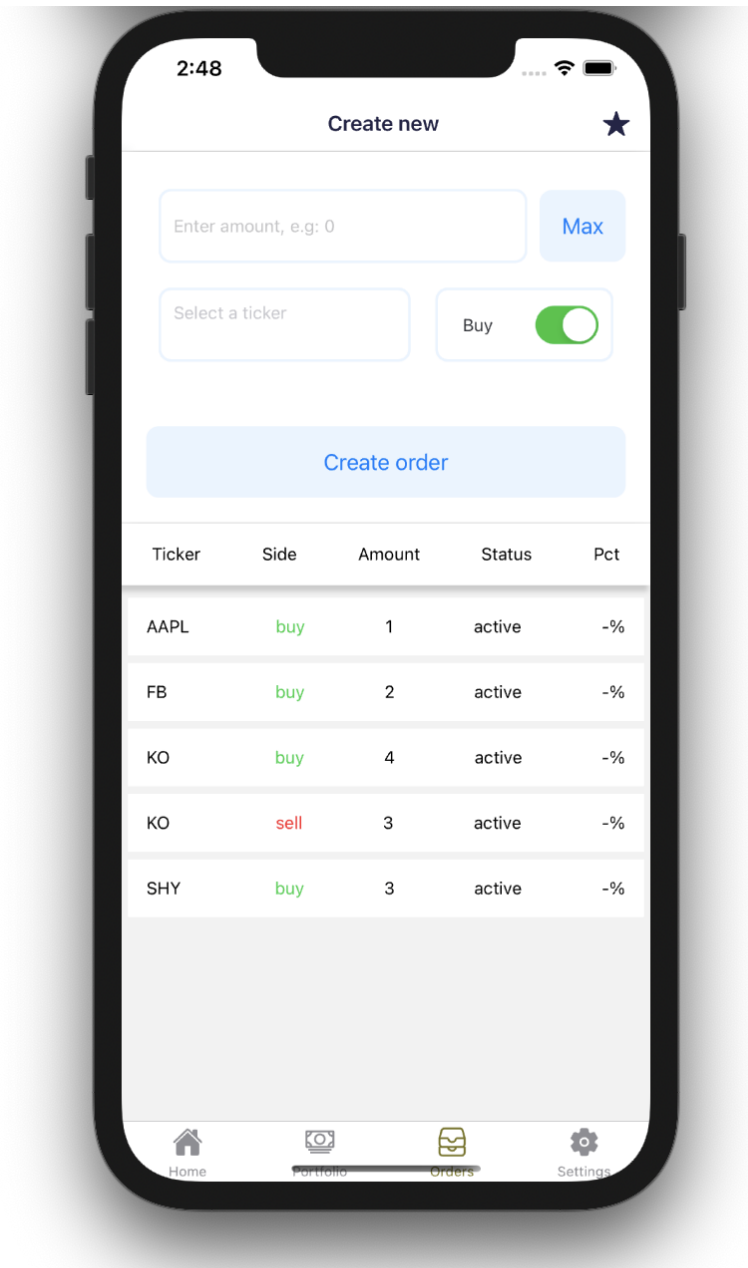 2:48
Create new
Enter amount, e.g: 0
Max
Select a ticker
Buy
Create order
Ticker Side Amount Status Pct
AAPL buy 1 active -%
FB buy 2 active -%
KO buy 4 active -%
KO sell 3 active -%
SHY buy 3 active -%
Home Portfolio Orders Settings